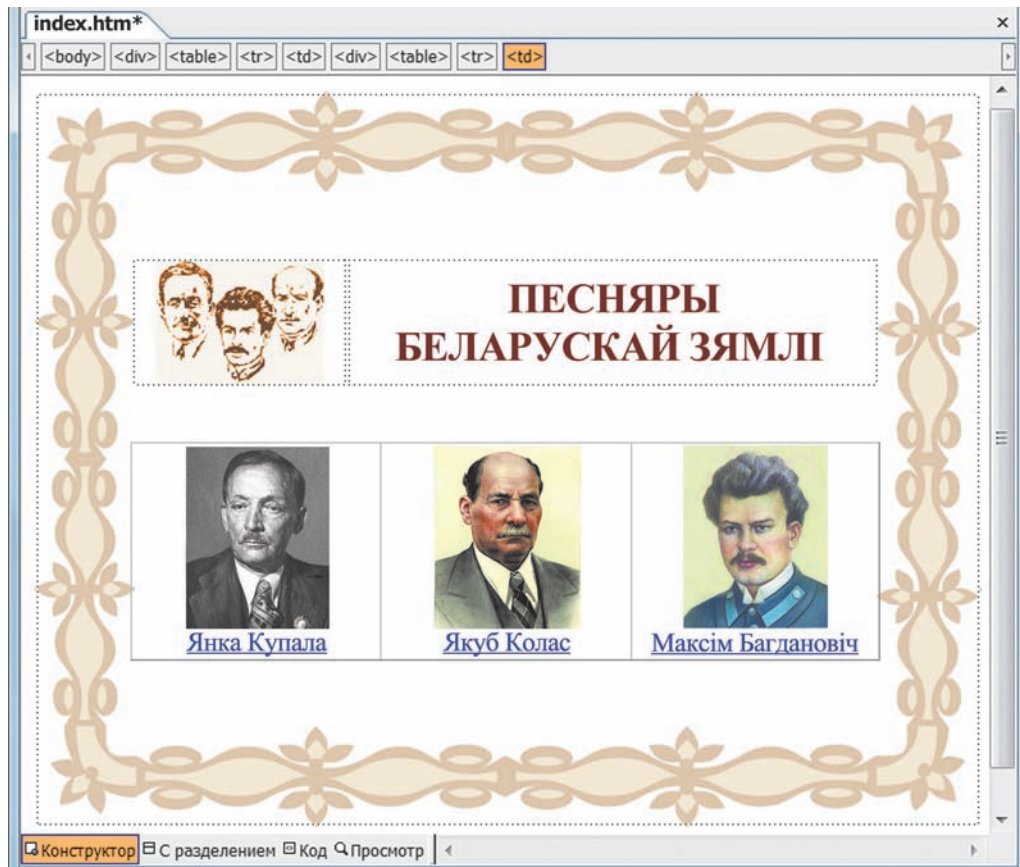 index.htm*
<body> <div> <table> <tr> <td> <div> <table> <tr> <td>
ПЕСНЯРЫ
БЕЛАРУСКАЙ ЗЯМЛІ
Янка Купала Якуб Колас Максім Багдановіч
Конструктор С разделением Код Просмотр